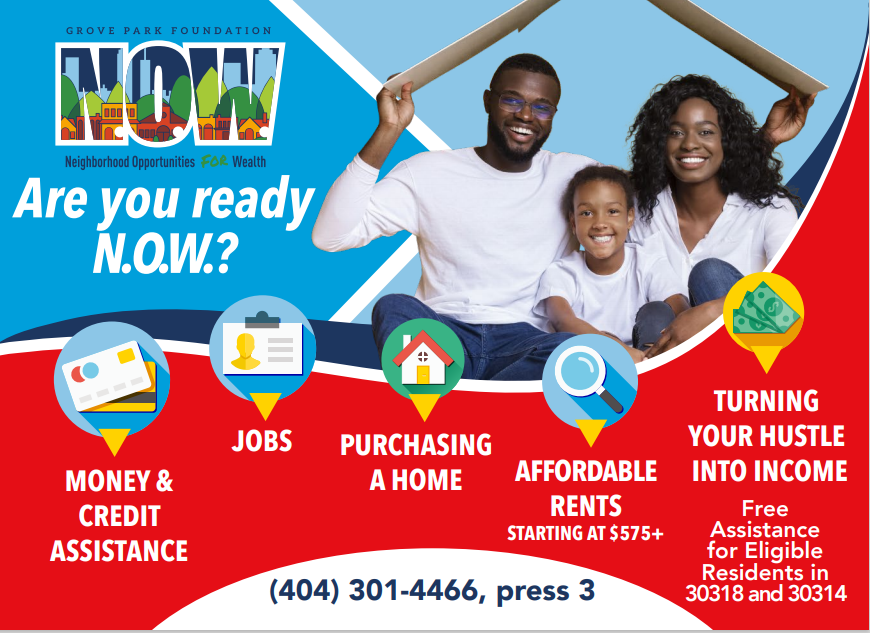 GROVE PARK FOUNDATION
N.O.W.
Neighborhood Opportunities FOR Wealth
Are you ready
N.O.W.?
MONEY &
CREDIT
ASSISTANCE
JOBS
PURCHASING
A HOME
AFFORDABLE
RENTS
STARTING AT $575+
TURNING
YOUR HUSTLE
INTO INCOME
Free
Assistance
for Eligible
Residents in
30318 and 30314
(404) 301-4466, press 3